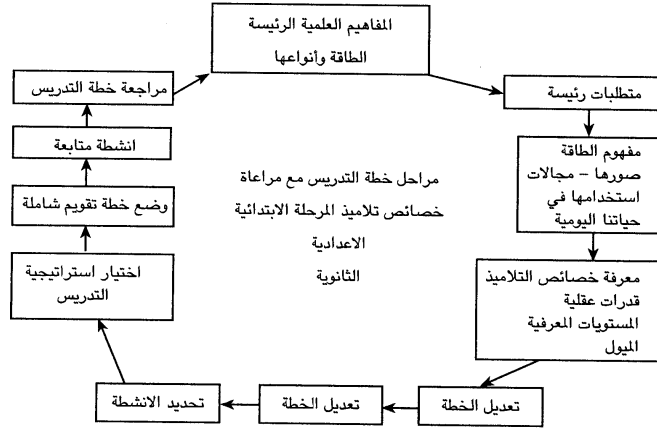 المفاهيم العلمية الرئيسة
الطاقة وأنواعها
متطلبات رئيسة
مفهوم الطاقة
صورها – مجالات
استخدامها في
حياتنا اليومية
معرفة خصائص التلاميذ
قدرات عقلية
المستويات المعرفية
الميول
تعديل الخطة
تعديل الخطة
تحديد الانشطة
اختيار استراتيجية
التدريس
وضع خطة تقويم شاملة
انشطة متابعة
مراجعة خطة التدريس
مراحل خطة التدريس مع مراعاة
خصائص تلاميذ المرحلة الابتدائية
الاعدادية
الثانوية